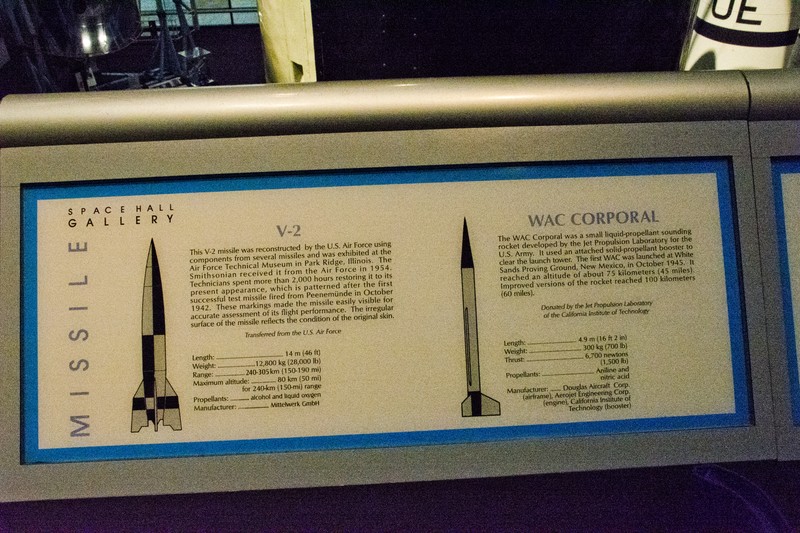 UE
SPACE HALL
GALLERY
MISSILE
V-2
This V-2 missile was reconstructed by the U.S. Air Force using
components from several missiles and was exhibited at the
Air Force Technical Museum in Park Ridge, Illinois. The
Smithsonian received it from the Air Force in 1954.
Technicians spent more than 2,000 hours restoring it to its
present appearance, which is patterned after the first
successful test missile fired from Peenemünde in October
1942. These markings made the missile easily visible for
accurate assessment of its flight performance. The irregular
surface of the missile reflects the condition of the original skin.
Transferred from the U.S. Air Force
Length: 14 m (46 ft)
Weight: 12,800 kg (28,000 lb)
Range: 240-305 km (150-190 mi)
Maximum altitude: 80 km (50 mi)
for 240-km (150-mi) range
Propellants: alcohol and liquid oxygen
Manufacturer: Mittelwerk GmbH
WAC CORPORAL
The WAC Corporal was a small liquid-propellant sounding
rocket developed by the Jet Propulsion Laboratory for the
U.S. Army. It used an attached solid-propellant booster to
clear the launch tower. The first WAC was launched at White
Sands Proving Ground, New Mexico, in October 1945. It
reached an altitude of about 75 kilometers (45 miles).
Improved versions of the rocket reached 100 kilometers
(60 miles).
Donated by the Jet Propulsion Laboratory
of the California Institute of Technology
Length: 4.9 m (16 ft 2 in)
Weight: 300 kg (700 lb)
Thrust: 6,700 newtons
(1,500 lb)
Propellants: Aniline and
nitric acid
Manufacturer: Douglas Aircraft Corp.
(airframe), Aerojet Engineering Corp.
(engine), California Institute of
Technology (booster)